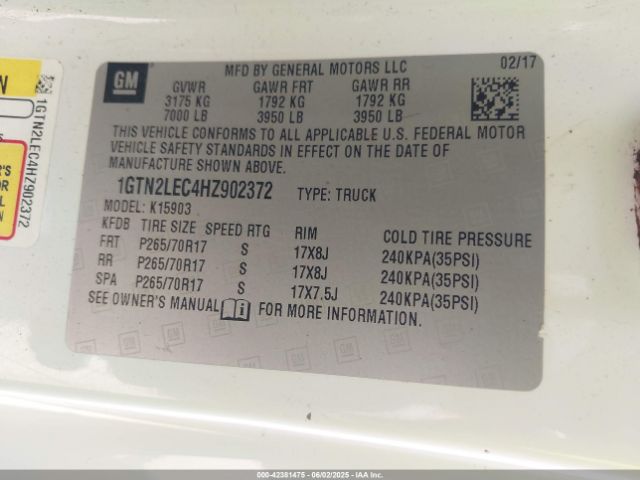 GM
MFD BY GENERAL MOTORS LLC 02/17
GVWR GAWR FRT GAWR RR
3175 KG 1792 KG 1792 KG
7000 LB 3950 LB 3950 LB
THIS VEHICLE CONFORMS TO ALL APPLICABLE U.S. FEDERAL MOTOR
VEHICLE SAFETY STANDARDS IN EFFECT ON THE DATE OF
MANUFACTURE SHOWN ABOVE.
1GTN2LEC4HZ902372 TYPE: TRUCK
MODEL: K15903
KFDB TIRE SIZE SPEED RTG RIM COLD TIRE PRESSURE
FRT P265/70R17 S 17X8J 240KPA(35PSI)
RR P265/70R17 S 17X8J 240KPA(35PSI)
SPA P265/70R17 S 17X7.5J 240KPA(35PSI)
SEE OWNER'S MANUAL FOR MORE INFORMATION.
1GTN2LEC4HZ902372
000-42381475 - 06/02/2025 - IAAI.COM